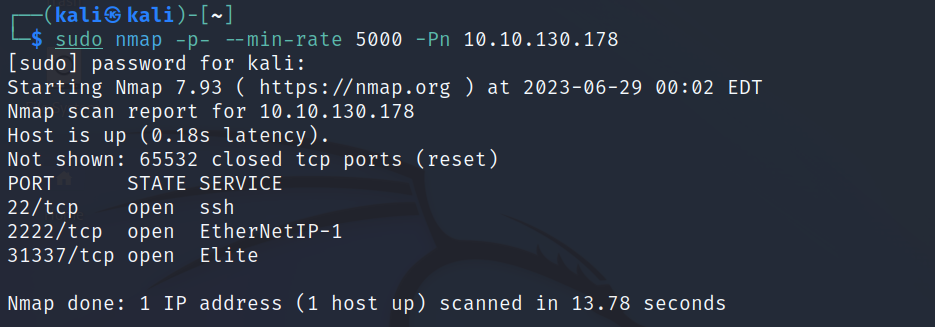 ┌──(kali㉿kali)-[~]
└─$ sudo nmap -p- --min-rate 5000 -Pn 10.10.130.178
[sudo] password for kali:
Starting Nmap 7.93 ( https://nmap.org ) at 2023-06-29 00:02 EDT
Nmap scan report for 10.10.130.178
Host is up (0.18s latency).
Not shown: 65532 closed tcp ports (reset)
PORT      STATE SERVICE
22/tcp    open  ssh
2222/tcp  open  EtherNetIP-1
31337/tcp open  Elite

Nmap done: 1 IP address (1 host up) scanned in 13.78 seconds